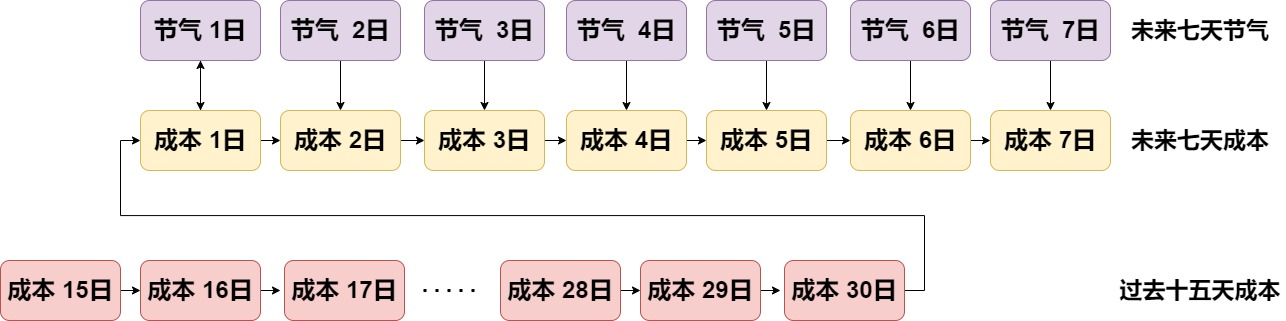 节气 1日 节气 2日 节气 3日 节气 4日 节气 5日 节气 6日 节气 7日 未来七天节气
成本 1日 成本 2日 成本 3日 成本 4日 成本 5日 成本 6日 成本 7日 未来七天成本
成本 15日 成本 16日 成本 17日 ····· 成本 28日 成本 29日 成本 30日 过去十五天成本